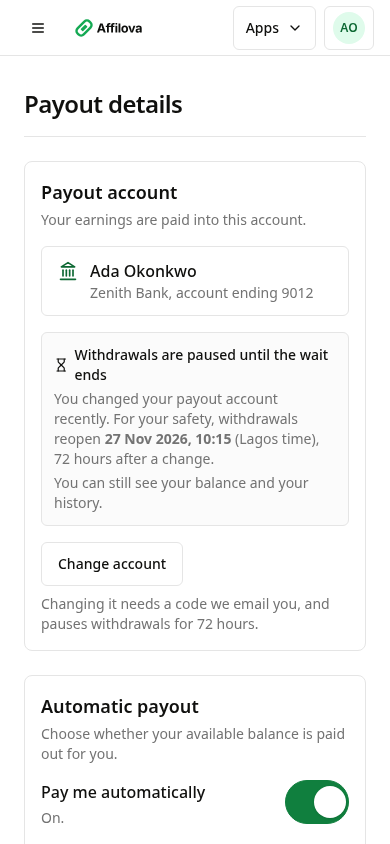 Affilova
Apps
AO
Payout details
Payout account
Your earnings are paid into this account.
Ada Okonkwo
Zenith Bank, account ending 9012
Withdrawals are paused until the wait
ends
You changed your payout account
recently. For your safety, withdrawals
reopen 27 Nov 2026, 10:15 (Lagos time),
72 hours after a change.
You can still see your balance and your
history.
Change account
Changing it needs a code we email you, and
pauses withdrawals for 72 hours.
Automatic payout
Choose whether your available balance is paid
out for you.
Pay me automatically
On.